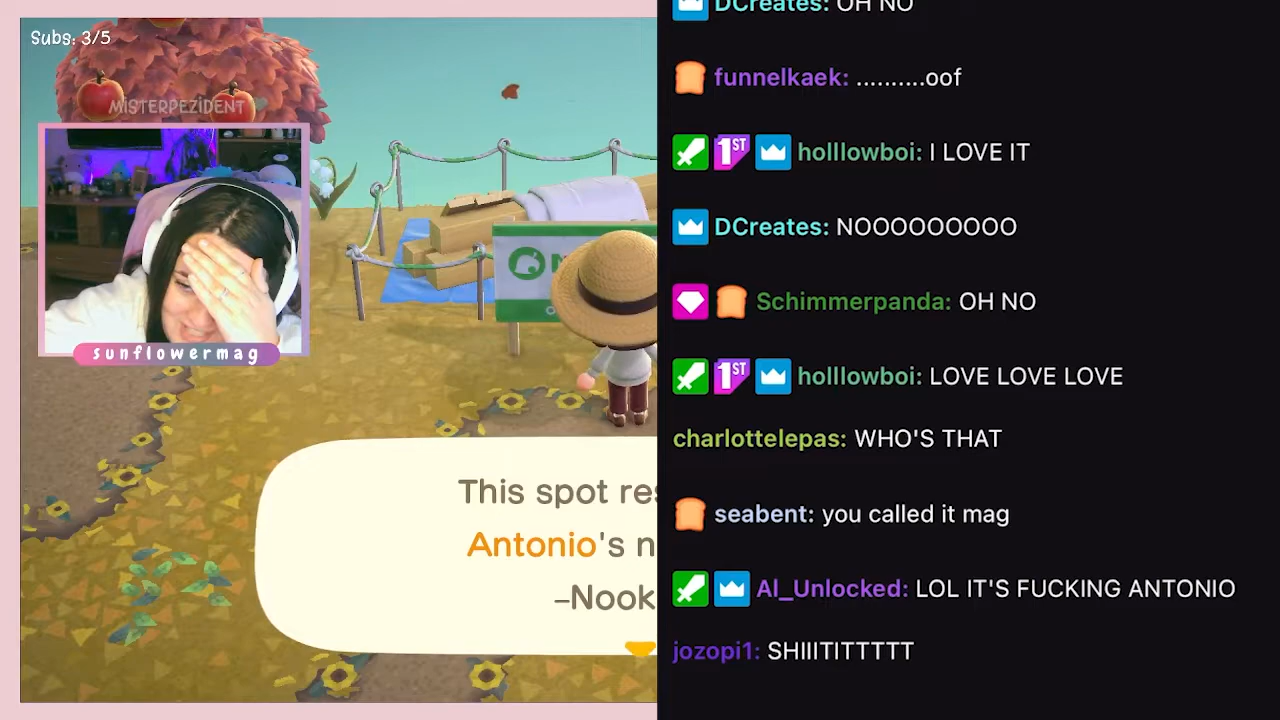 Subs: 3/5
MISTERPEZIDENT
sunflowermag
This spot res
Antonio's n
-Nook
DCreates: OH NO
funnelkaek: ..........oof
1ST holllowboi: I LOVE IT
DCreates: NOOOOOOOOO
Schimmerpanda: OH NO
1ST holllowboi: LOVE LOVE LOVE
charlottelepas: WHO'S THAT
seabent: you called it mag
Al_Unlocked: LOL IT'S FUCKING ANTONIO
jozopi1: SHIIITITTTTT